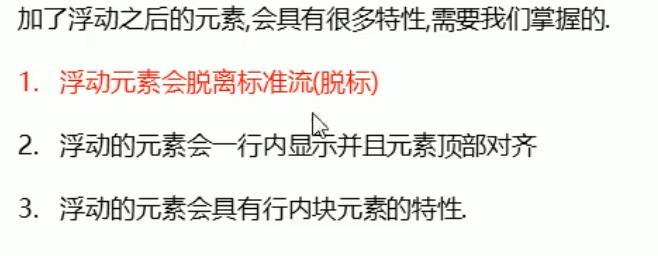 加了浮动之后的元素,会具有很多特性,需要我们掌握的.
1. 浮动元素会脱离标准流(脱标)
2. 浮动的元素会一行内显示并且元素顶部对齐
3. 浮动的元素会具有行内块元素的特性.